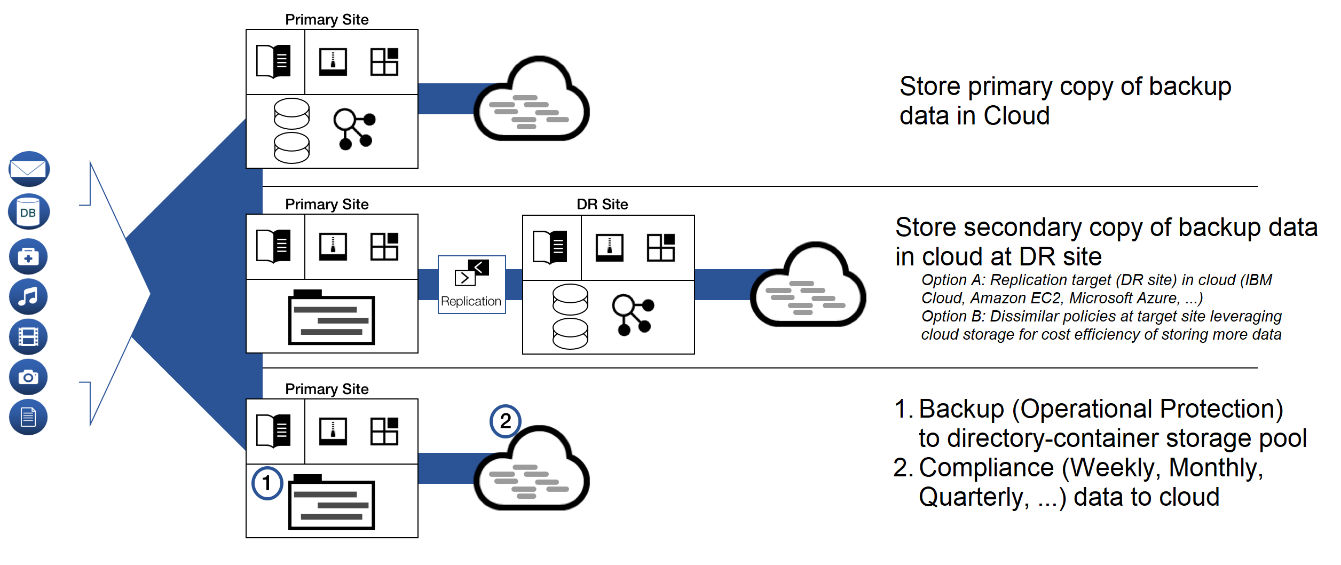 Primary Site
Store primary copy of backup
data in Cloud
DB
Primary Site
DR Site
Replication
Store secondary copy of backup data
in cloud at DR site
Option A: Replication target (DR site) in cloud (IBM
Cloud, Amazon EC2, Microsoft Azure, ...)
Option B: Dissimilar policies at target site leveraging
cloud storage for cost efficiency of storing more data
Primary Site
1
2
1. Backup (Operational Protection)
to directory-container storage pool
2. Compliance (Weekly, Monthly,
Quarterly, ...) data to cloud